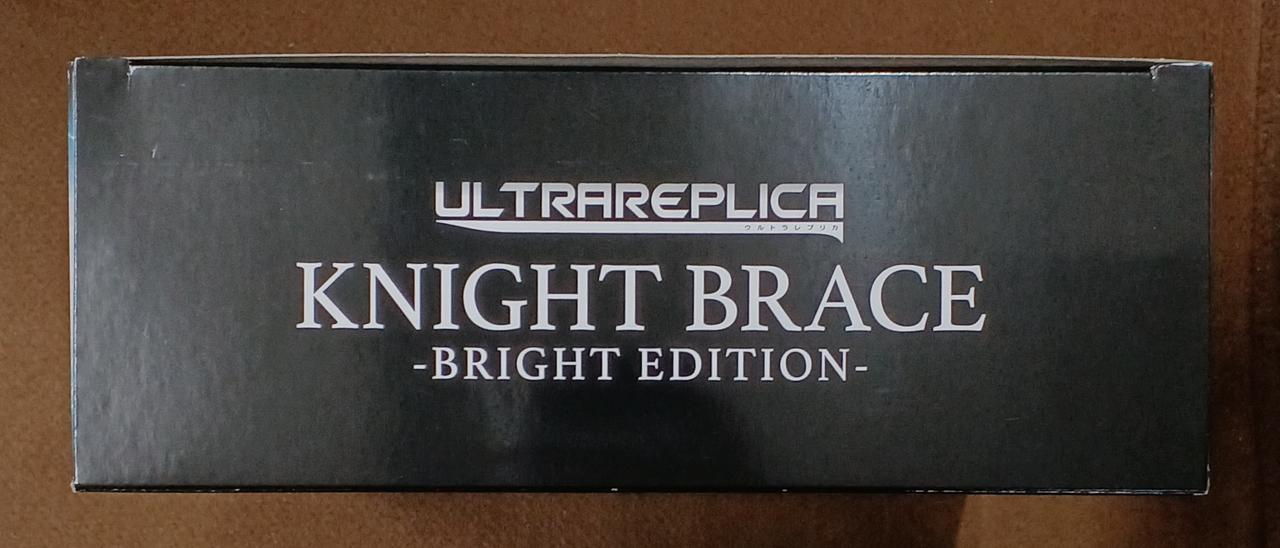 ULTRAREPLICA
ウルトラレプリカ
KNIGHT BRACE
-BRIGHT EDITION-